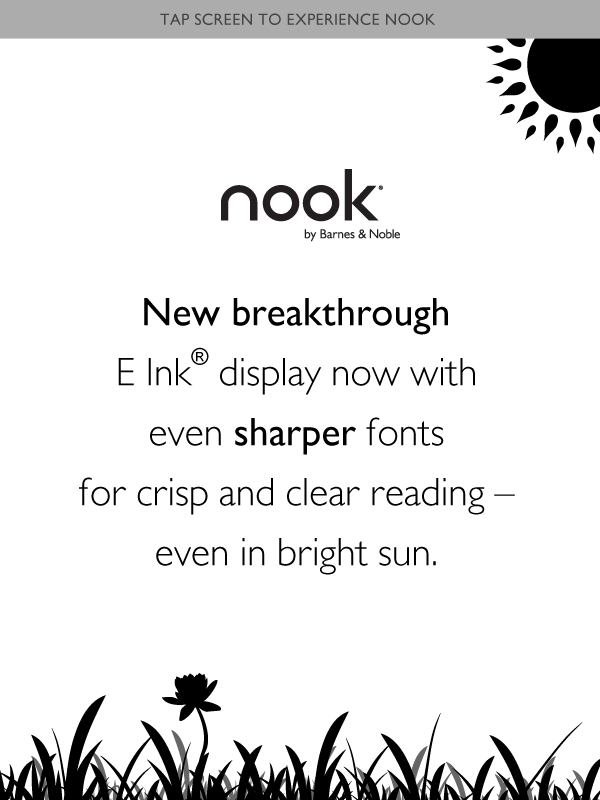 TAP SCREEN TO EXPERIENCE NOOK
nook®
by Barnes & Noble
New breakthrough
E Ink® display now with
even sharper fonts
for crisp and clear reading –
even in bright sun.